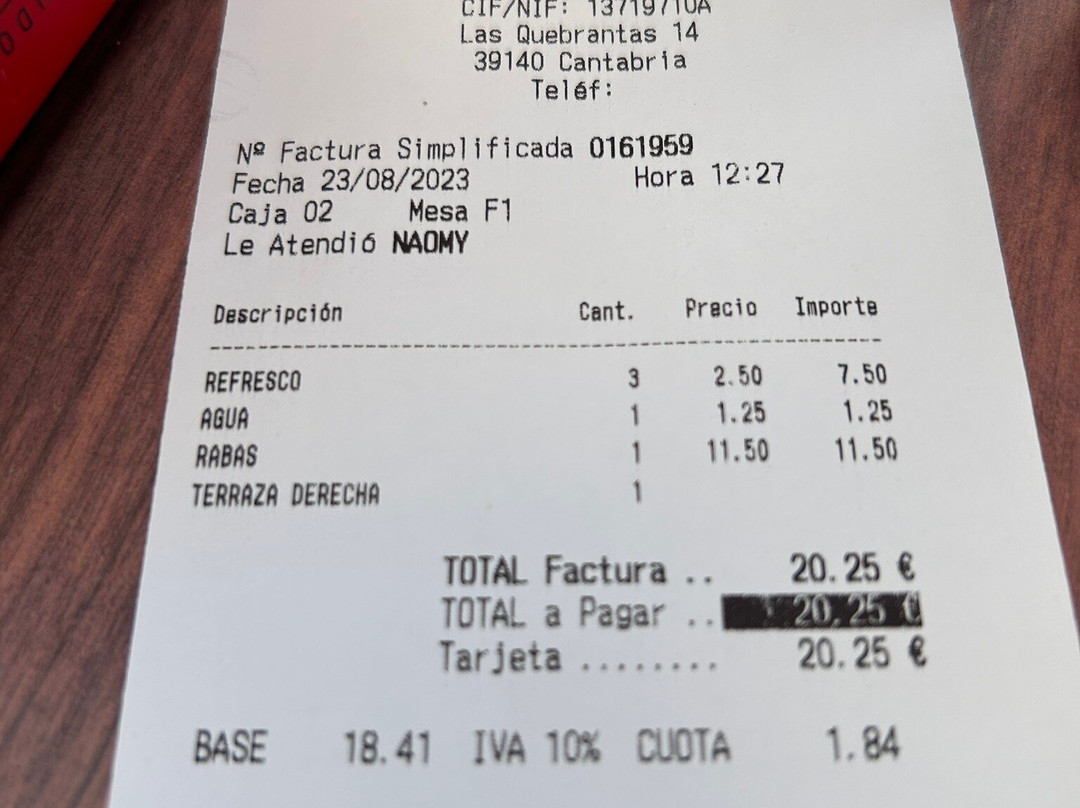 CIF/NIF: 13719710A
Las Quebrantas 14
39140 Cantabria
Teléf:
Nº Factura Simplificada 0161959
Fecha 23/08/2023 Hora 12:27
Caja 02 Mesa F1
Le Atendió NAOMY
Descripción Cant. Precio Importe
REFRESCO 3 2.50 7.50
AGUA 1 1.25 1.25
RABAS 1 11.50 11.50
TERRAZA DERECHA 1
TOTAL Factura .. 20.25 €
TOTAL a Pagar .. 20.25 €
Tarjeta ........ 20.25 €
BASE 18.41 IVA 10% CUOTA 1.84